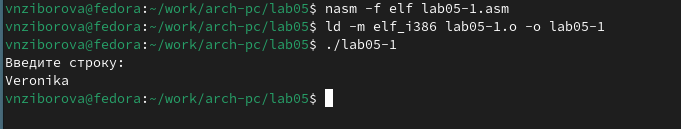 vnziborova@fedora:~/work/arch-pc/lab05$ nasm -f elf lab05-1.asm
vnziborova@fedora:~/work/arch-pc/lab05$ ld -m elf_i386 lab05-1.o -o lab05-1
vnziborova@fedora:~/work/arch-pc/lab05$ ./lab05-1
Введите строку:
Veronika
vnziborova@fedora:~/work/arch-pc/lab05$